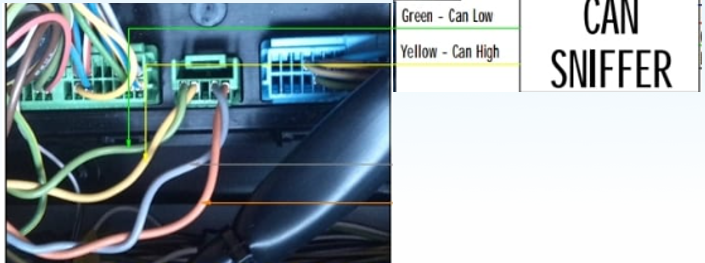 Green - Can Low
Yellow - Can High
CAN
SNIFFER